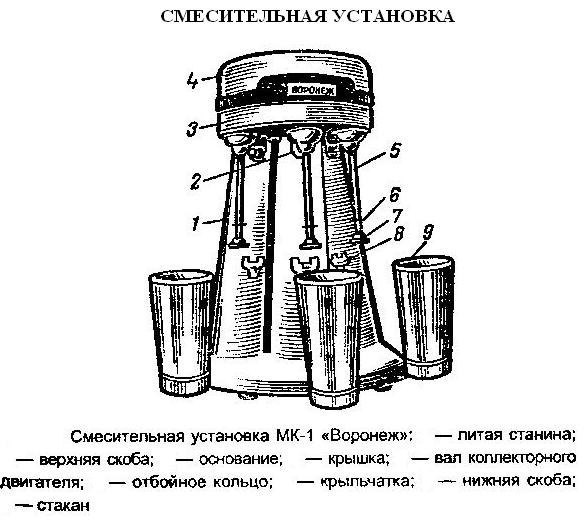 СМЕСИТЕЛЬНАЯ УСТАНОВКА
4
ВОРОНЕЖ
3
5
2
6
1
7
8
9
Смесительная установка МК-1 «Воронеж»: — литая станина;
— верхняя скоба; — основание; — крышка; — вал коллекторного
двигателя; — отбойное кольцо; — крыльчатка; — нижняя скоба;
— стакан